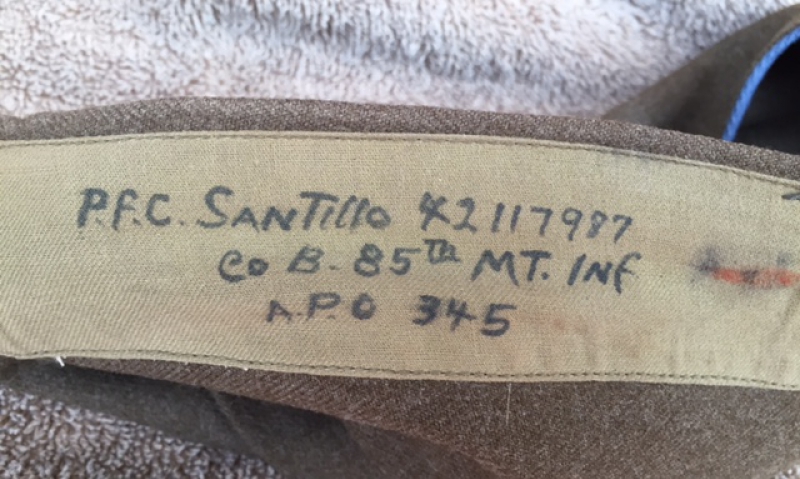 P.F.C. SANTillo 42117987
CO B. 85TH MT. INF
A.P.O 345